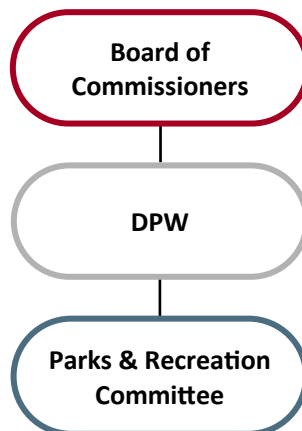 Board of
Commissioners
DPW
Parks & Recreation
Committee